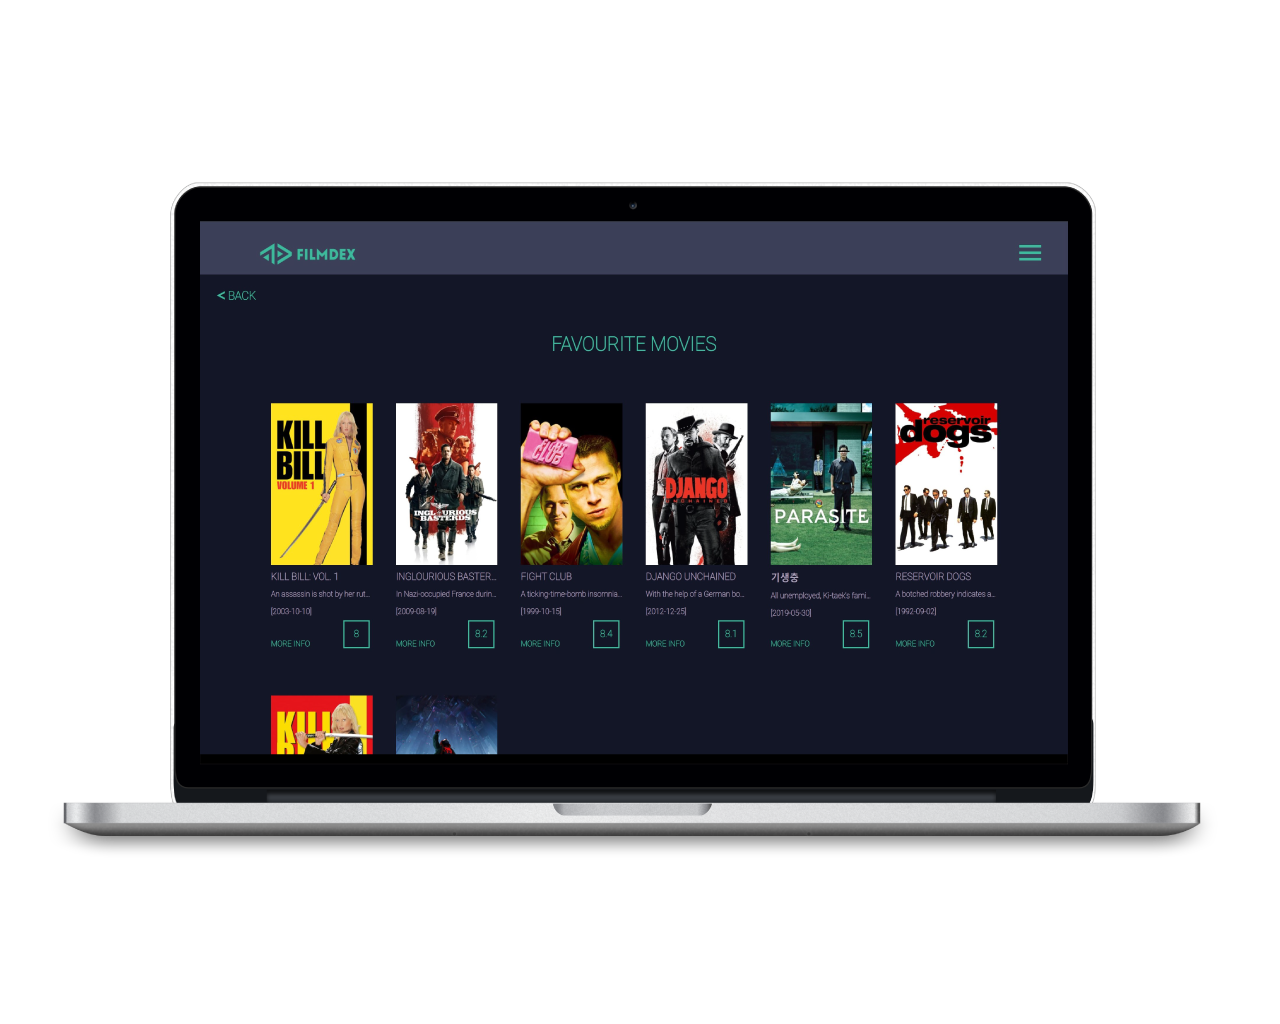 FILMDEX
< BACK
FAVOURITE MOVIES
KILL
BILL
VOLUME 1
INGLOURIOUS
BASTERDS
FIGHT
CLUB
DJANGO
UNCHAINED
PARASITE
reservoir
dogs
KILL BILL: VOL. 1
An assassin is shot by her rut...
[2003-10-10]
MORE INFO
8
INGLOURIOUS BASTER...
In Nazi-occupied France durin...
[2009-08-19]
MORE INFO
8.2
FIGHT CLUB
A ticking-time-bomb insomnia...
[1999-10-15]
MORE INFO
8.4
DJANGO UNCHAINED
With the help of a German bo...
[2012-12-25]
MORE INFO
8.1
기생충
All unemployed, Ki-taek's fami...
[2019-05-30]
MORE INFO
8.5
RESERVOIR DOGS
A botched robbery indicates a...
[1992-09-02]
MORE INFO
8.2
KILL